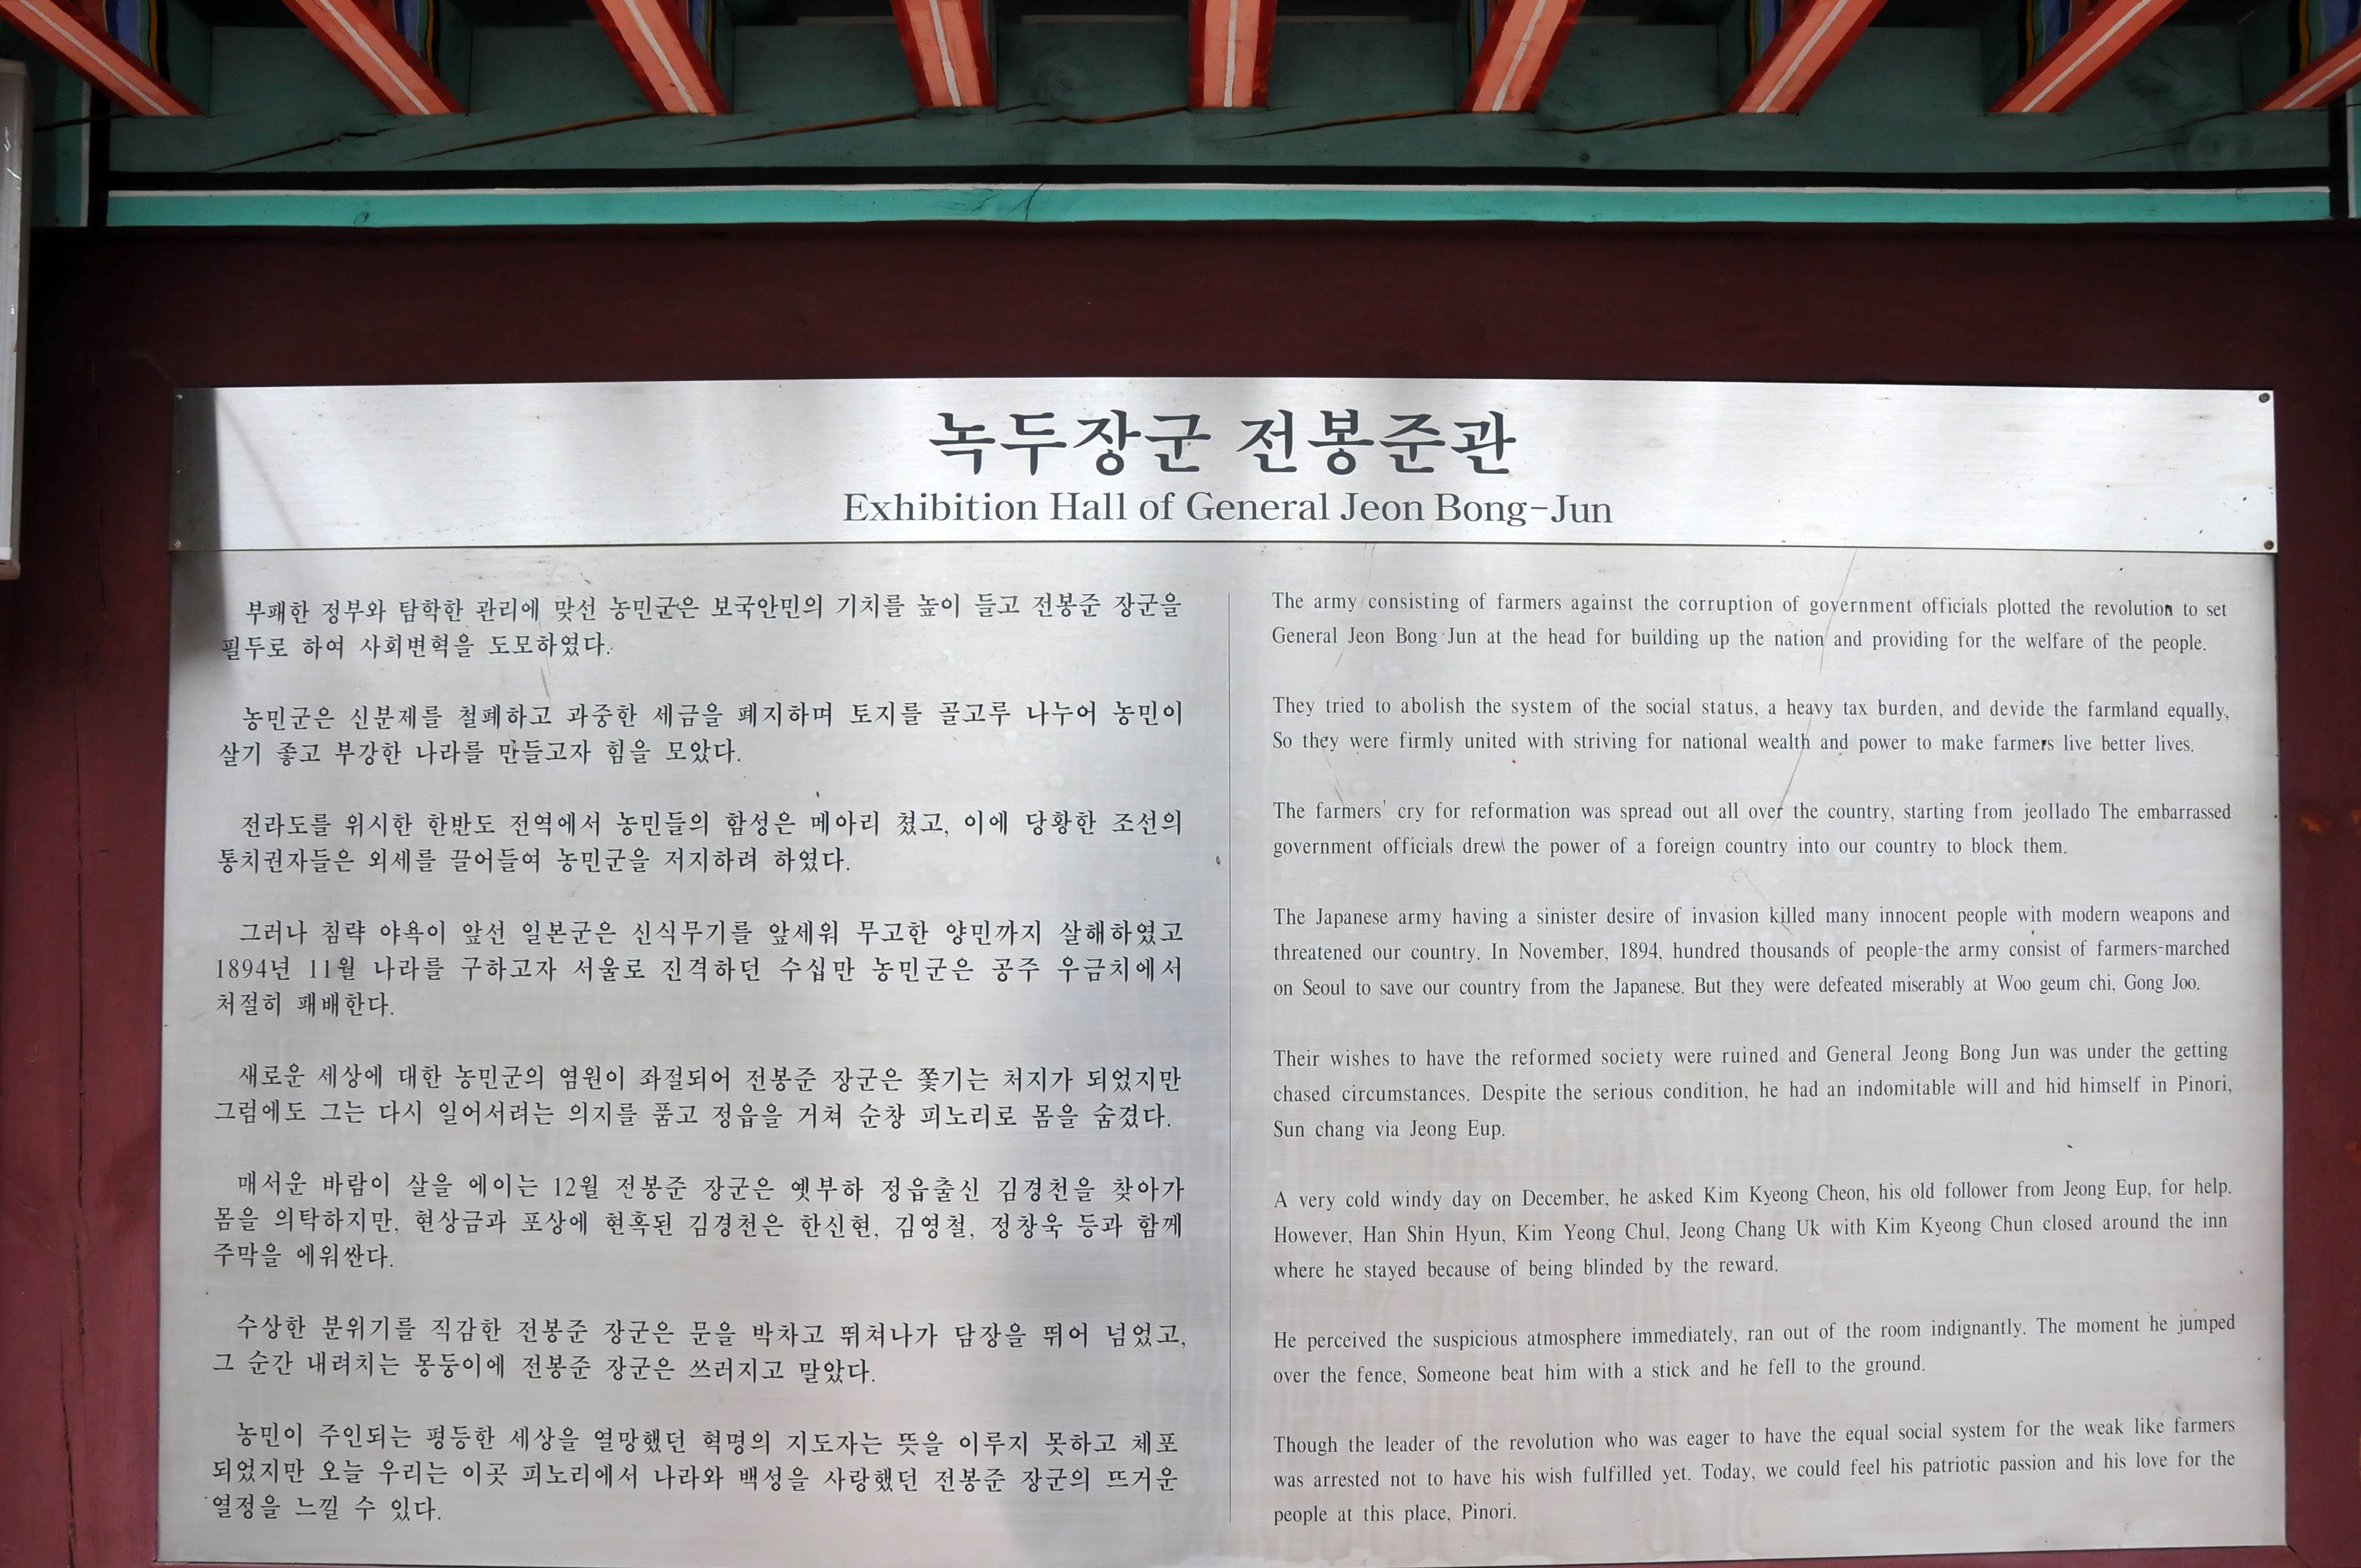 녹두장군 전봉준관
Exhibition Hall of General Jeon Bong-Jun
부패한 정부와 탐학한 관리에 맞선 농민군은 보국안민의 기치를 높이 들고 전봉준 장군을
필두로 하여 사회변혁을 도모하였다.
농민군은 신분제를 철폐하고 과중한 세금을 폐지하며 토지를 골고루 나누어 농민이
살기 좋고 부강한 나라를 만들고자 힘을 모았다.
전라도를 위시한 한반도 전역에서 농민들의 함성은 메아리 쳤고, 이에 당황한 조선의
통치권자들은 외세를 끌어들여 농민군을 저지하려 하였다.
그러나 침략 야욕이 앞선 일본군은 신식무기를 앞세워 무고한 양민까지 살해하였고
1894년 11월 나라를 구하고자 서울로 진격하던 수십만 농민군은 공주 우금치에서
처절히 패배한다.
새로운 세상에 대한 농민군의 염원이 좌절되어 전봉준 장군은 쫓기는 처지가 되었지만
그럼에도 그는 다시 일어서려는 의지를 품고 정읍을 거쳐 순창 피노리로 몸을 숨겼다.
매서운 바람이 살을 에이는 12월 전봉준 장군은 옛부하 정읍출신 김경천을 찾아가
몸을 의탁하지만, 현상금과 포상에 현혹된 김경천은 한신현, 김영철, 정창욱 등과 함께
주막을 에워싼다.
수상한 분위기를 직감한 전봉준 장군은 문을 박차고 뛰쳐나가 담장을 뛰어 넘었고,
그 순간 내려치는 몽둥이에 전봉준 장군은 쓰러지고 말았다.
농민이 주인되는 평등한 세상을 열망했던 혁명의 지도자는 뜻을 이루지 못하고 체포
되었지만 오늘 우리는 이곳 피노리에서 나라와 백성을 사랑했던 전봉준 장군의 뜨거운
열정을 느낄 수 있다.
The army consisting of farmers against the corruption of government officials plotted the revolution to set
General Jeon Bong Jun at the head for building up the nation and providing for the welfare of the people.
They tried to abolish the system of the social status, a heavy tax burden, and devide the farmland equally,
So they were firmly united with striving for national wealth and power to make farmers live better lives.
The farmers' cry for reformation was spread out all over the country, starting from jeollado The embarrassed
government officials drew the power of a foreign country into our country to block them.
The Japanese army having a sinister desire of invasion killed many innocent people with modern weapons and
threatened our country. In November, 1894, hundred thousands of people-the army consist of farmers-marched
on Seoul to save our country from the Japanese. But they were defeated miserably at Woo geum chi, Gong Joo.
Their wishes to have the reformed society were ruined and General Jeong Bong Jun was under the getting
chased circumstances. Despite the serious condition, he had an indomitable will and hid himself in Pinori,
Sun chang via Jeong Eup.
A very cold windy day on December, he asked Kim Kyeong Cheon, his old follower from Jeong Eup, for help.
However, Han Shin Hyun, Kim Yeong Chul, Jeong Chang Uk with Kim Kyeong Chun closed around the inn
where he stayed because of being blinded by the reward.
He perceived the suspicious atmosphere immediately, ran out of the room indignantly. The moment he jumped
over the fence, Someone beat him with a stick and he fell to the ground.
Though the leader of the revolution who was eager to have the equal social system for the weak like farmers
was arrested not to have his wish fulfilled yet. Today, we could feel his patriotic passion and his love for the
people at this place, Pinori.